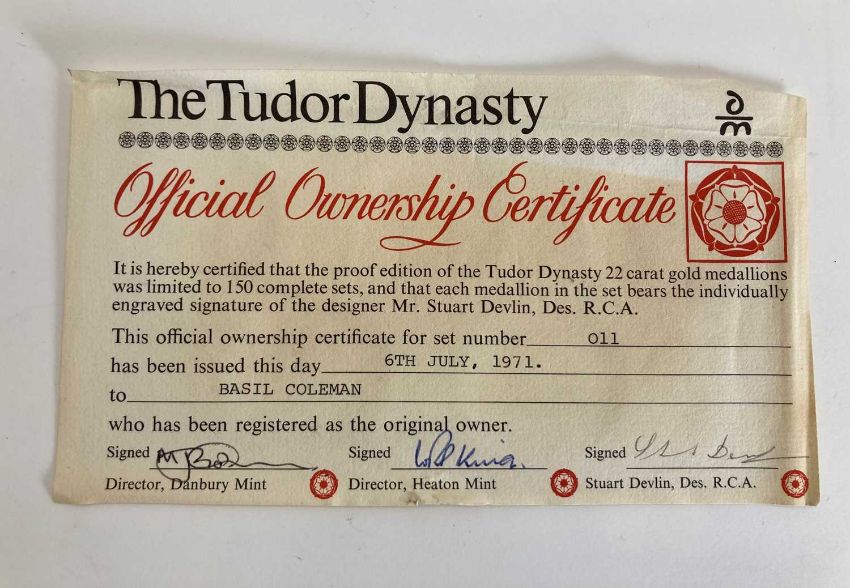 The Tudor Dynasty
Official Ownership Certificate
It is hereby certified that the proof edition of the Tudor Dynasty 22 carat gold medallions
was limited to 150 complete sets, and that each medallion in the set bears the individually
engraved signature of the designer Mr. Stuart Devlin, Des. R.C.A.
This official ownership certificate for set number 011
has been issued this day 6TH JULY, 1971.
to BASIL COLEMAN
who has been registered as the original owner.
Signed Signed Signed
Director, Danbury Mint Director, Heaton Mint Stuart Devlin, Des. R.C.A.